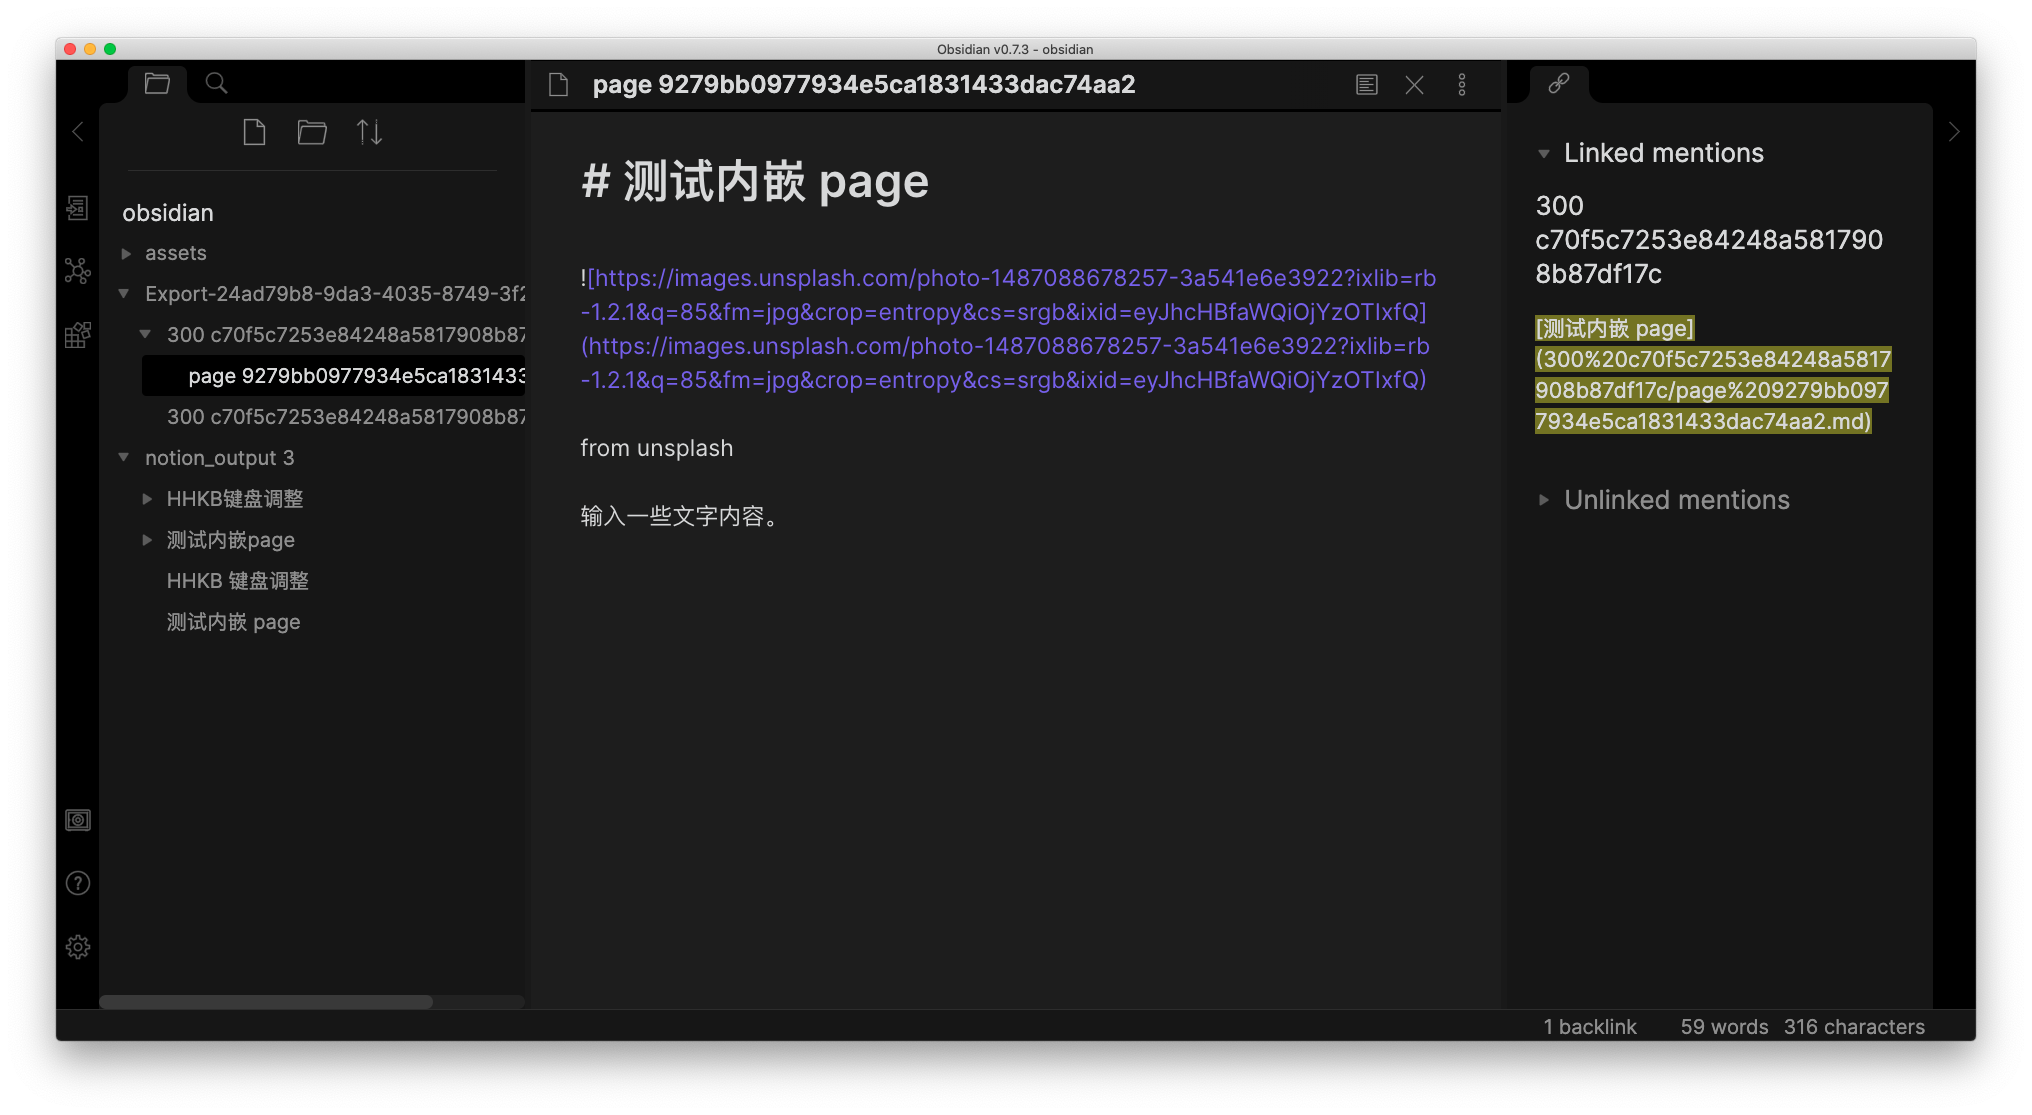 Obsidian v0.7.3 - obsidian
page 9279bb0977934e5ca1831433dac74aa2
obsidian
assets
Export-24ad79b8-9da3-4035-8749-3f2
300 c70f5c7253e84248a5817908b87
page 9279bb0977934e5ca1831433
300 c70f5c7253e84248a5817908b87
notion_output 3
HHKB键盘调整
测试内嵌page
HHKB 键盘调整
测试内嵌 page
# 测试内嵌 page
![https://images.unsplash.com/photo-1487088678257-3a541e6e3922?ixlib=rb
-1.2.1&q=85&fm=jpg&crop=entropy&cs=srgb&ixid=eyJhcHBfaWQiOjYzOTIxfQ]
(https://images.unsplash.com/photo-1487088678257-3a541e6e3922?ixlib=rb
-1.2.1&q=85&fm=jpg&crop=entropy&cs=srgb&ixid=eyJhcHBfaWQiOjYzOTIxfQ)
from unsplash
输入一些文字内容。
Linked mentions
300
c70f5c7253e84248a581790
8b87df17c
[测试内嵌 page]
(300%20c70f5c7253e84248a5817
908b87df17c/page%209279bb097
7934e5ca1831433dac74aa2.md)
Unlinked mentions
1 backlink
59 words
316 characters